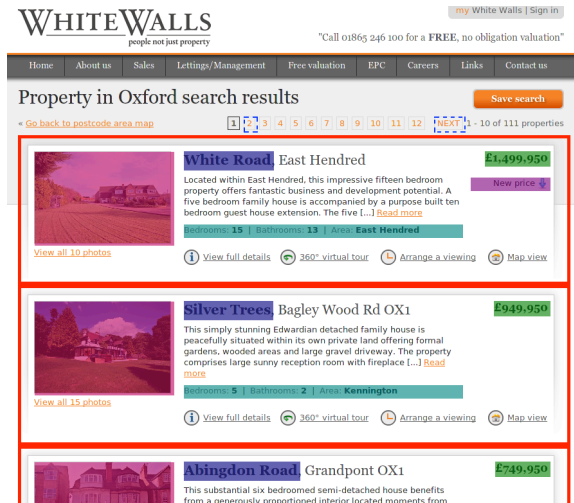 WHITE WALLS
people not just property
my White Walls | Sign in
"Call 01865 246 100 for a FREE, no obligation valuation"
Home About us Sales Lettings/Management Free valuation EPC Careers Links Contact us
Property in Oxford search results
Save search
« Go back to postcode area map
1 2 3 4 5 6 7 8 9 10 11 12 NEXT 1 - 10 of 111 properties
White Road, East Hendred
£1,499,950
Located within East Hendred, this impressive fifteen bedroom
property offers fantastic business and development potential. A
five bedroom family house is accompanied by a purpose built ten
bedroom guest house extension. The five [...] Read more
New price
Bedrooms: 15 | Bathrooms: 13 | Area: East Hendred
View all 10 photos
View full details 360° virtual tour Arrange a viewing Map view
Silver Trees, Bagley Wood Rd OX1
£949,950
This simply stunning Edwardian detached family house is
peacefully situated within its own private land offering formal
gardens, wooded areas and large gravel driveway. The property
comprises large sunny reception room with fireplace [...] Read
more
Bedrooms: 5 | Bathrooms: 2 | Area: Kennington
View all 15 photos
View full details 360° virtual tour Arrange a viewing Map view
Abingdon Road, Grandpont OX1
£749,950
This substantial six bedroomed semi-detached house benefits
from a generously proportioned interior located moments from